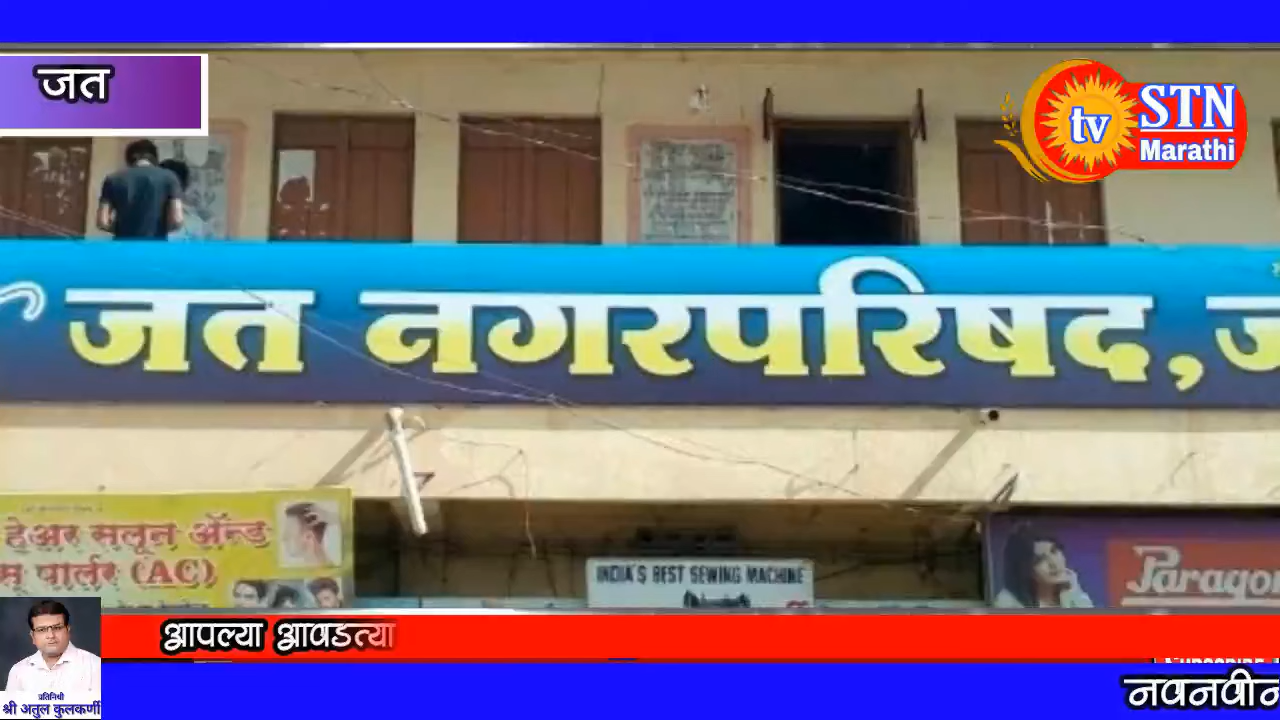 जत
tv STN
Marathi
जत नगरपरिषद, ज
हेअर सलून ॲन्ड
स पार्लर (AC)
INDIA'S BEST SEWING MACHINE
Paragon
आपल्या आवडत्या
प्रतिनिधी
श्री अतुल कुलकर्णी
नवनवीन